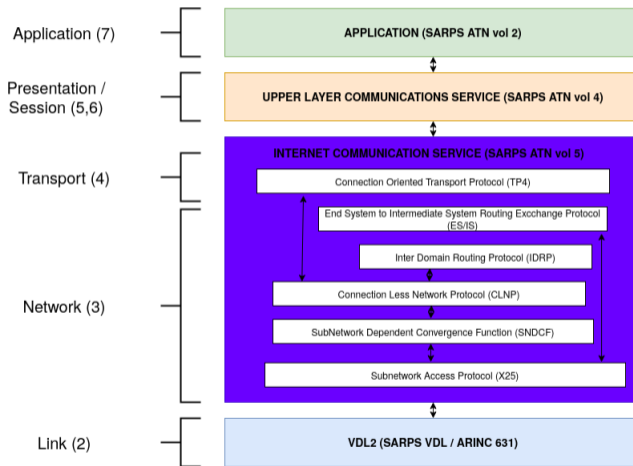 Application (7)
APPLICATION (SARPS ATN vol 2)
Presentation /
Session (5,6)
UPPER LAYER COMMUNICATIONS SERVICE (SARPS ATN vol 4)
INTERNET COMMUNICATION SERVICE (SARPS ATN vol 5)
Transport (4)
Connection Oriented Transport Protocol (TP4)
End System to Intermediate System Routing Excchange Protocol
(ES/IS)
Inter Domain Routing Protocol (IDRP)
Network (3)
Connection Less Network Protocol (CLNP)
SubNetwork Dependent Convergence Function (SNDCF)
Subnetwork Access Protocol (X25)
Link (2)
VDL2 (SARPS VDL / ARINC 631)